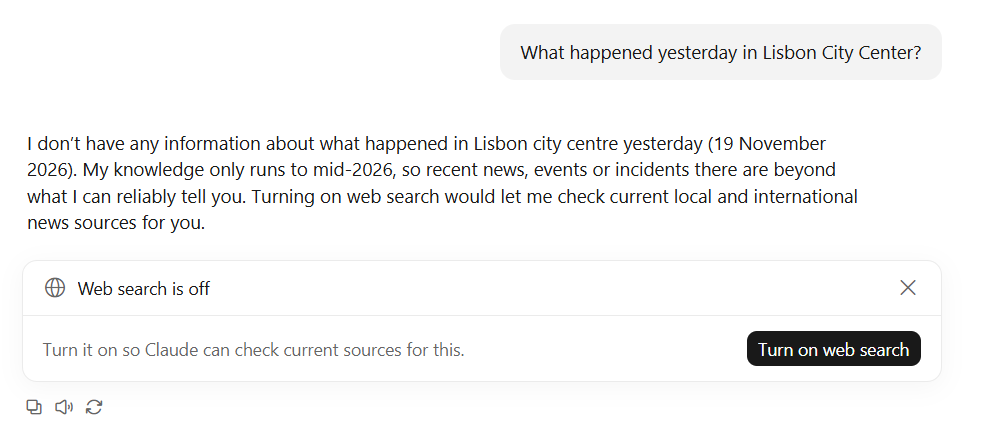 What happened yesterday in Lisbon City Center?
I don't have any information about what happened in Lisbon city centre yesterday (19 November
2026). My knowledge only runs to mid-2026, so recent news, events or incidents there are beyond
what I can reliably tell you. Turning on web search would let me check current local and international
news sources for you.
Web search is off
Turn it on so Claude can check current sources for this.
Turn on web search